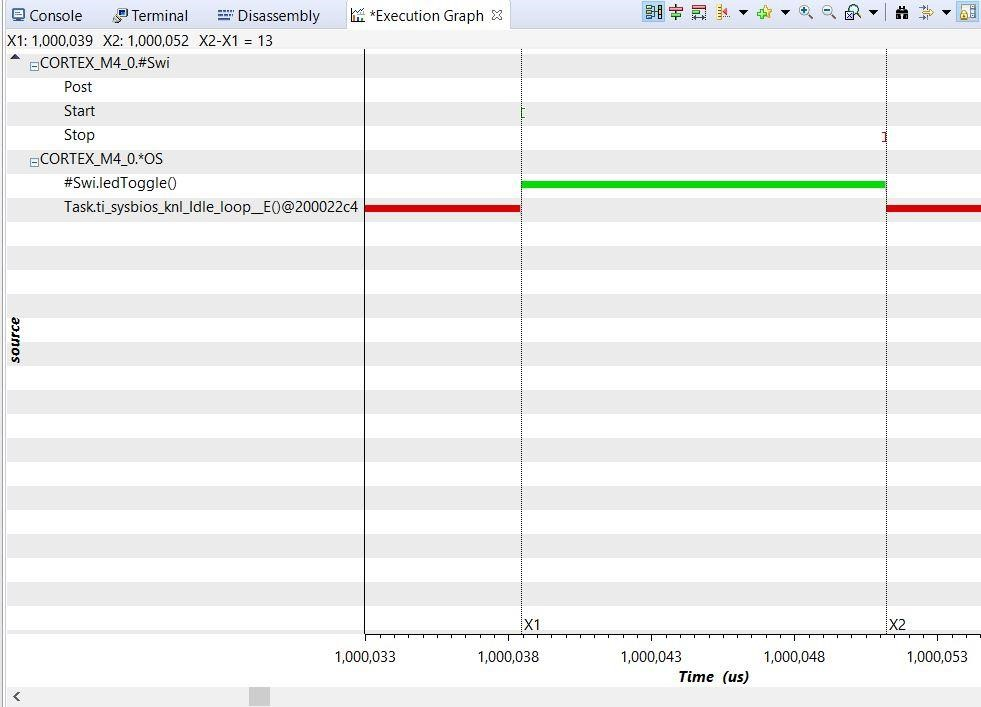 Console Terminal Disassembly *Execution Graph
X1: 1,000,039 X2: 1,000,052 X2-X1 = 13
CORTEX_M4_0.#Swi
Post
Start
Stop
CORTEX_M4_0.*OS
#Swi.ledToggle()
Task.ti_sysbios_knl_Idle_loop__E()@200022c4
source
X1 X2
1,000,033 1,000,038 1,000,043 1,000,048 1,000,053
Time (us)